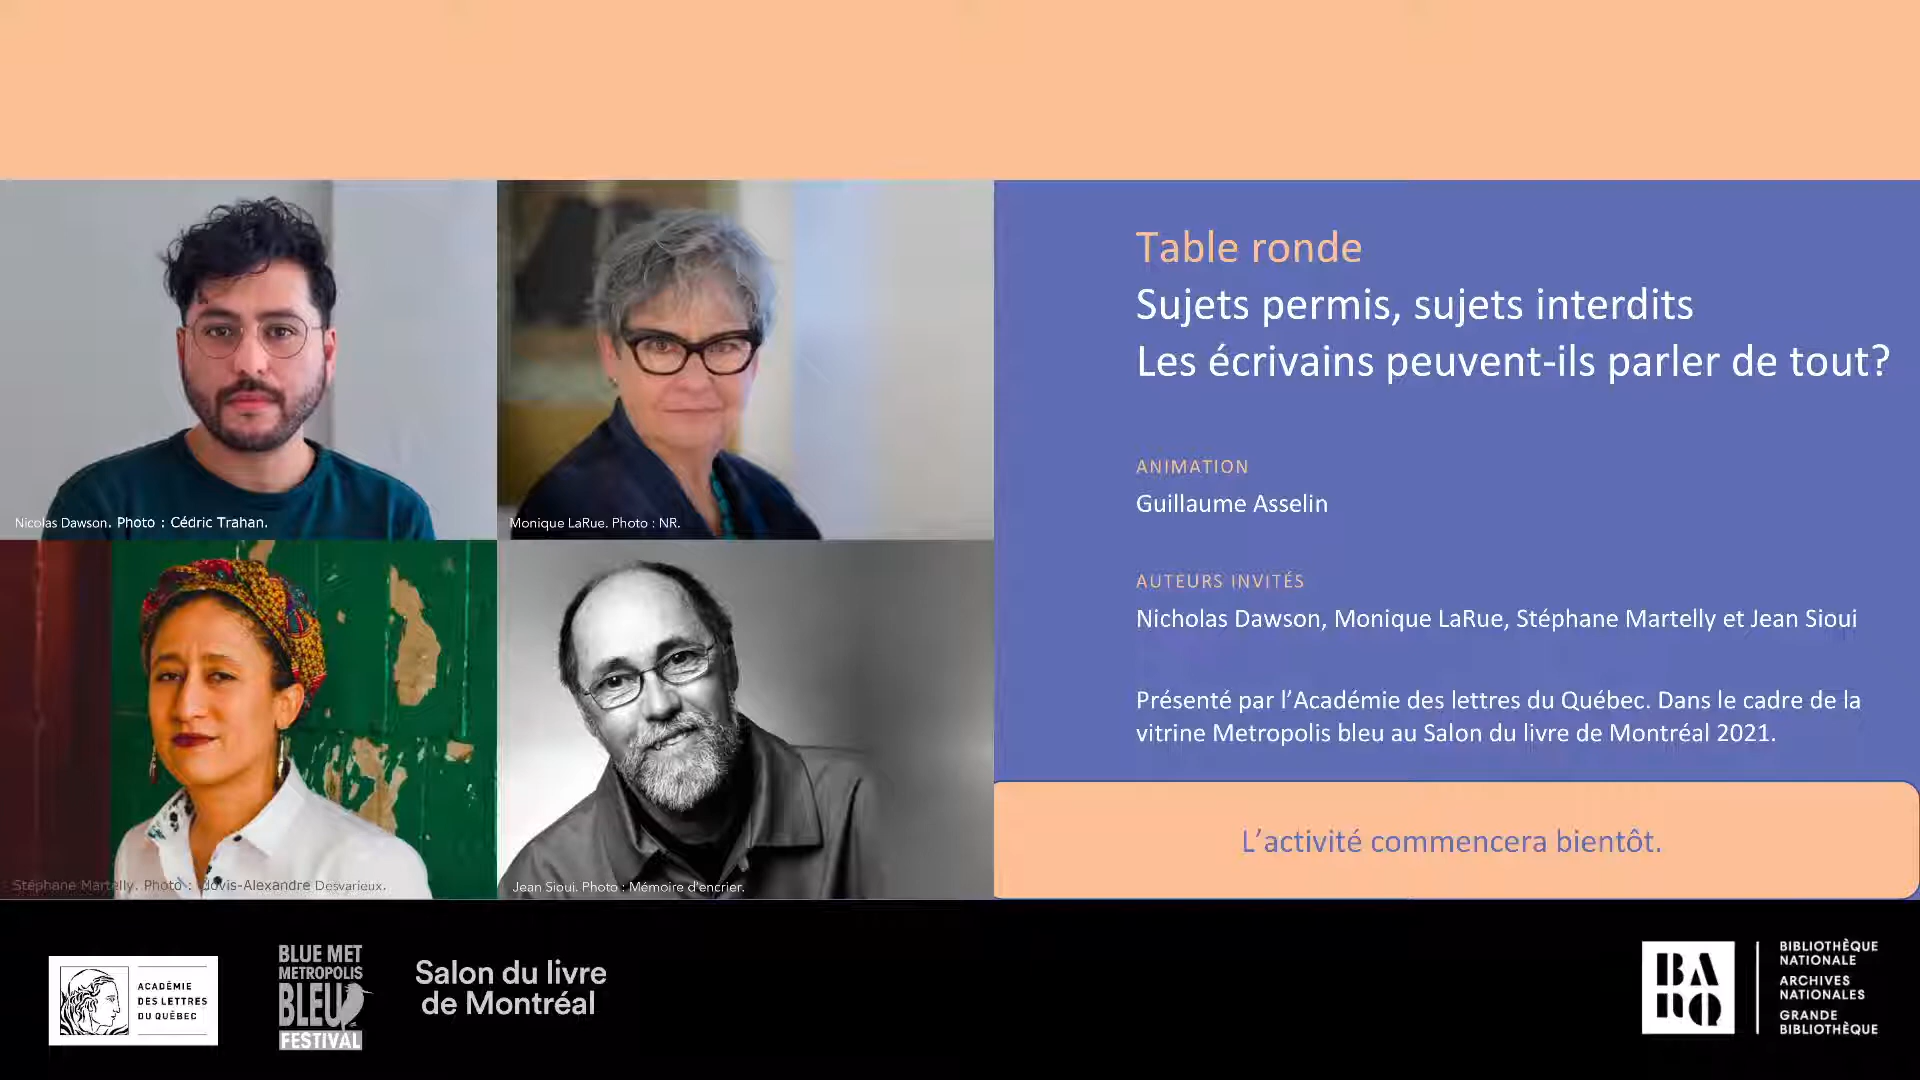 Table ronde
Sujets permis, sujets interdits
Les écrivains peuvent-ils parler de tout?
ANIMATION
Guillaume Asselin
AUTEURS INVITÉS
Nicholas Dawson, Monique LaRue, Stéphane Martelly et Jean Sioui
Présenté par l’Académie des lettres du Québec. Dans le cadre de la
vitrine Metropolis bleu au Salon du livre de Montréal 2021.
L’activité commencera bientôt.
Nicolas Dawson. Photo : Cédric Trahan.
Monique LaRue. Photo : NR.
Stéphane Martelly. Photo : Jovis-Alexandre Desvarieux.
Jean Sioui. Photo : Mémoire d'encrier.
ACADÉMIE
DES LETTRES
DU QUÉBEC
BLUE MET
METROPOLIS
BLEU
FESTIVAL
Salon du livre
de Montréal
BA
NQ
BIBLIOTHÈQUE
NATIONALE
ARCHIVES
NATIONALES
GRANDE
BIBLIOTHÈQUE